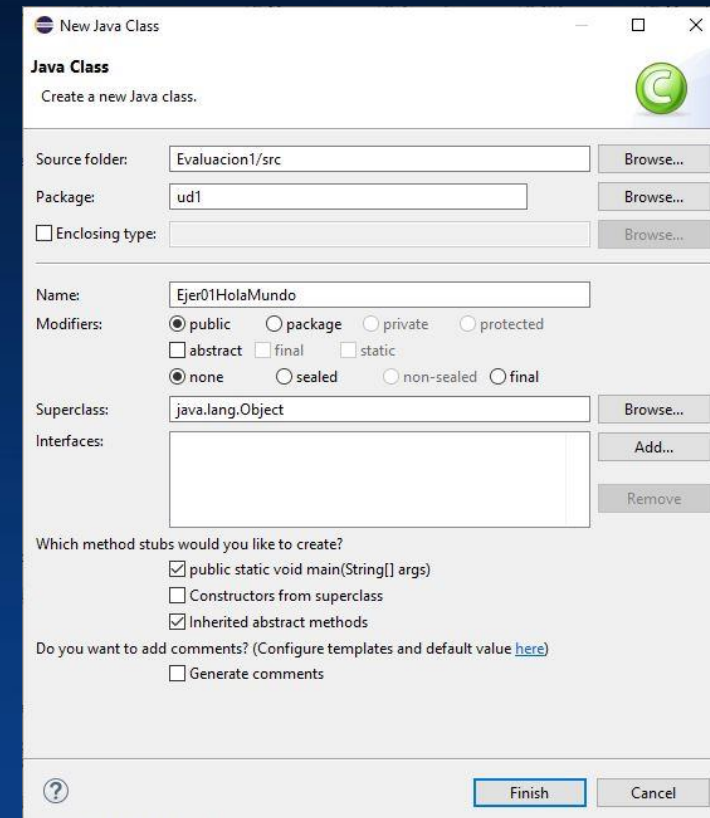 New Java Class
Java Class
Create a new Java class.
C
Source folder: Evaluacion1/src Browse...
Package: ud1 Browse...
Enclosing type: Browse...
Name: Ejer01HolaMundo
Modifiers: public package private protected
abstract final static
none sealed non-sealed final
Superclass: java.lang.Object Browse...
Interfaces: Add...
Remove
Which method stubs would you like to create?
public static void main(String[] args)
Constructors from superclass
Inherited abstract methods
Do you want to add comments? (Configure templates and default value here)
Generate comments
? Finish Cancel